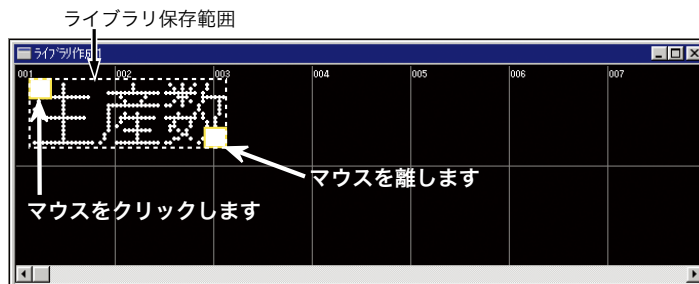 ライブラリ保存範囲
ライブラリ作成1
001 002 003 004 005 006 007
生産数
マウスを離します
マウスをクリックします